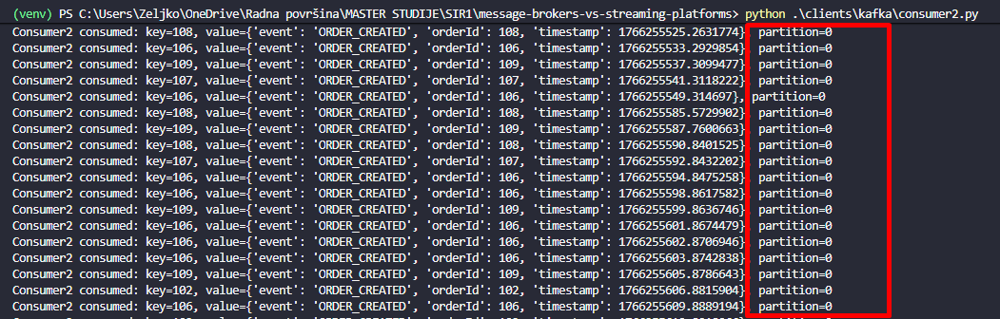 (venv) PS C:\Users\Zeljko\OneDrive\Radna površina\MASTER STUDIJE\SIR1\message-brokers-vs-streaming-platforms> python .\clients\kafka\consumer2.py
Consumer2 consumed: key=108, value={'event': 'ORDER_CREATED', 'orderId': 108, 'timestamp': 1766255525.2631774}, partition=0
Consumer2 consumed: key=106, value={'event': 'ORDER_CREATED', 'orderId': 106, 'timestamp': 1766255533.2929854}, partition=0
Consumer2 consumed: key=109, value={'event': 'ORDER_CREATED', 'orderId': 109, 'timestamp': 1766255537.3099477}, partition=0
Consumer2 consumed: key=107, value={'event': 'ORDER_CREATED', 'orderId': 107, 'timestamp': 1766255541.3118222}, partition=0
Consumer2 consumed: key=106, value={'event': 'ORDER_CREATED', 'orderId': 106, 'timestamp': 1766255549.314697}, partition=0
Consumer2 consumed: key=108, value={'event': 'ORDER_CREATED', 'orderId': 108, 'timestamp': 1766255585.5729902}, partition=0
Consumer2 consumed: key=109, value={'event': 'ORDER_CREATED', 'orderId': 109, 'timestamp': 1766255587.7600663}, partition=0
Consumer2 consumed: key=108, value={'event': 'ORDER_CREATED', 'orderId': 108, 'timestamp': 1766255590.8401525}, partition=0
Consumer2 consumed: key=107, value={'event': 'ORDER_CREATED', 'orderId': 107, 'timestamp': 1766255592.8432202}, partition=0
Consumer2 consumed: key=106, value={'event': 'ORDER_CREATED', 'orderId': 106, 'timestamp': 1766255594.8475258}, partition=0
Consumer2 consumed: key=106, value={'event': 'ORDER_CREATED', 'orderId': 106, 'timestamp': 1766255598.8617582}, partition=0
Consumer2 consumed: key=109, value={'event': 'ORDER_CREATED', 'orderId': 109, 'timestamp': 1766255599.8636746}, partition=0
Consumer2 consumed: key=106, value={'event': 'ORDER_CREATED', 'orderId': 106, 'timestamp': 1766255601.8674479}, partition=0
Consumer2 consumed: key=106, value={'event': 'ORDER_CREATED', 'orderId': 106, 'timestamp': 1766255602.8706946}, partition=0
Consumer2 consumed: key=106, value={'event': 'ORDER_CREATED', 'orderId': 106, 'timestamp': 1766255603.8742838}, partition=0
Consumer2 consumed: key=109, value={'event': 'ORDER_CREATED', 'orderId': 109, 'timestamp': 1766255605.8786643}, partition=0
Consumer2 consumed: key=102, value={'event': 'ORDER_CREATED', 'orderId': 102, 'timestamp': 1766255606.8815904}, partition=0
Consumer2 consumed: key=106, value={'event': 'ORDER_CREATED', 'orderId': 106, 'timestamp': 1766255609.8889194}, partition=0